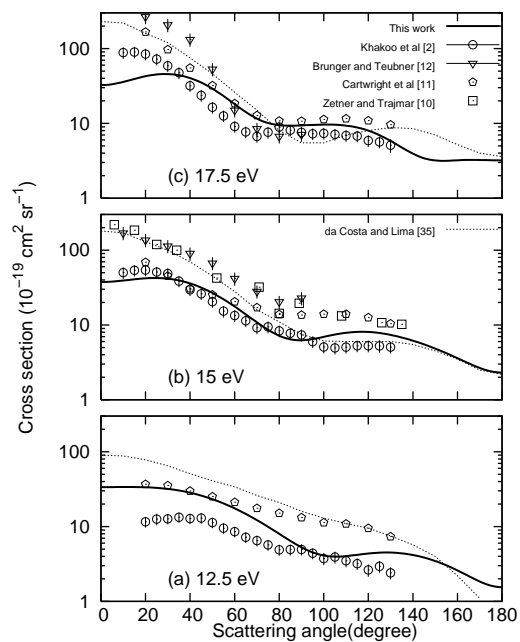 Cross section (10−19 cm2 sr−1)
100
10
1
This work
Khakoo et al [2]
Brunger and Teubner [12]
Cartwright et al [11]
Zetner and Trajmar [10]
(c) 17.5 eV
100
10
1
da Costa and Lima [35]
(b) 15 eV
100
10
1
(a) 12.5 eV
0 20 40 60 80 100 120 140 160 180
Scattering angle(degree)